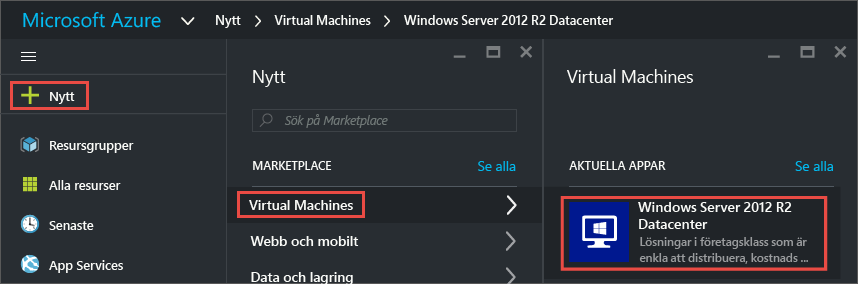 Microsoft Azure Nytt Virtual Machines Windows Server 2012 R2 Datacenter
Nytt
Resursgrupper
Alla resurser
Senaste
App Services
Nytt
Sök på Marketplace
MARKETPLACE Se alla
Virtual Machines
Webb och mobilt
Data och lagring
Virtual Machines
AKTUELLA APPAR Se alla
Windows Server 2012 R2
Datacenter
Lösningar i företagsklass som är
enkla att distribuera, kostnads ...